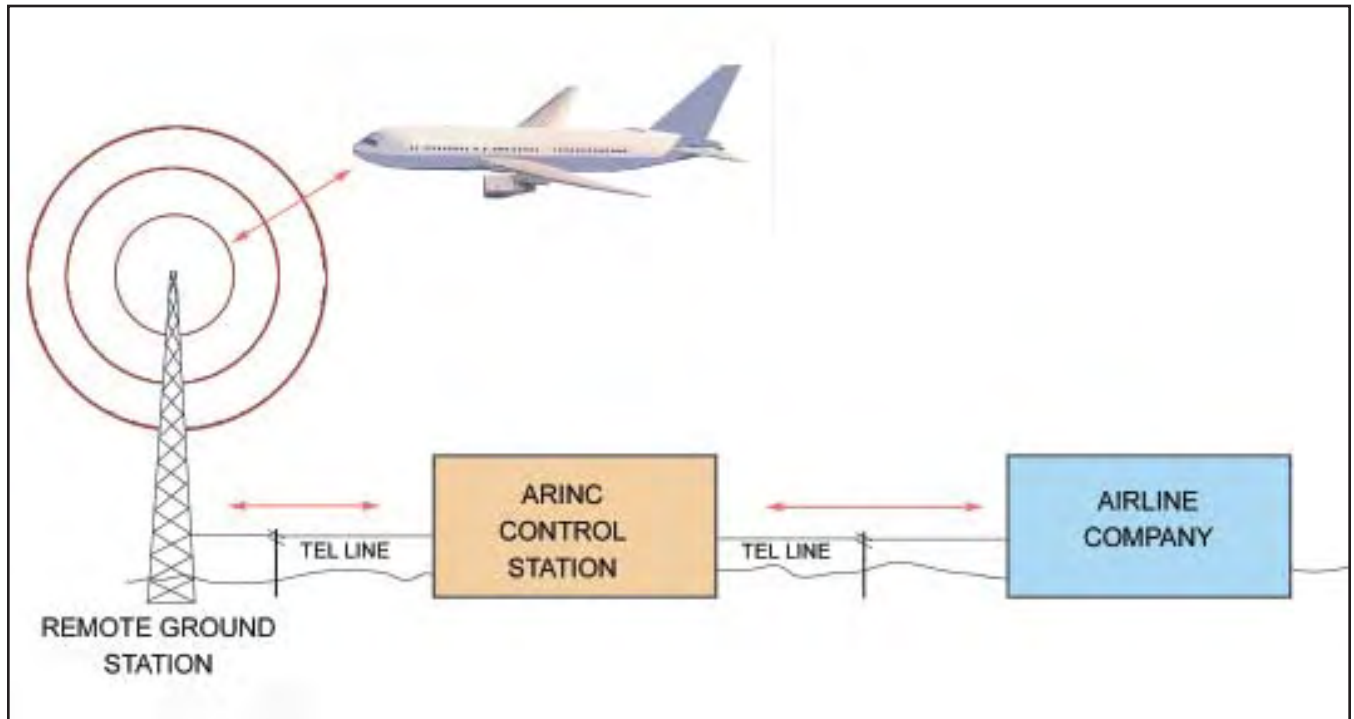 REMOTE GROUND
STATION
TEL LINE
ARINC
CONTROL
STATION
TEL LINE
AIRLINE
COMPANY